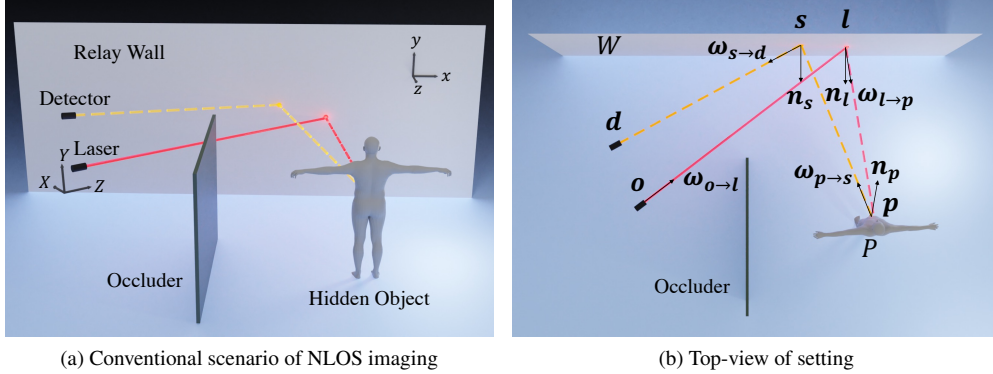 Relay Wall
y
x
z
Detector
Laser
Y
X
Z
Occluder
Hidden Object
(a) Conventional scenario of NLOS imaging
s
l
W
ω_{s→d}
n_s
n_l
ω_{l→p}
d
o
ω_{o→l}
ω_{p→s}
n_p
p
P
Occluder
(b) Top-view of setting